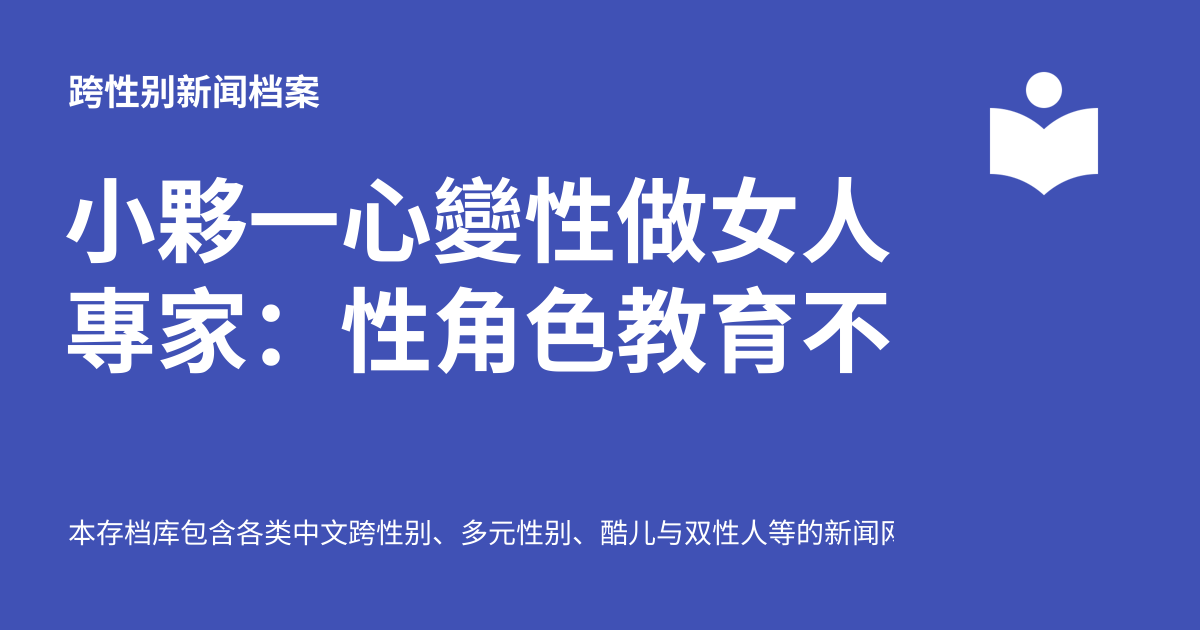 跨性别新闻档案
小夥一心變性做女人
專家：性角色教育不
本存档库包含各类中文跨性别、多元性别、酷儿与双性人等的新闻网